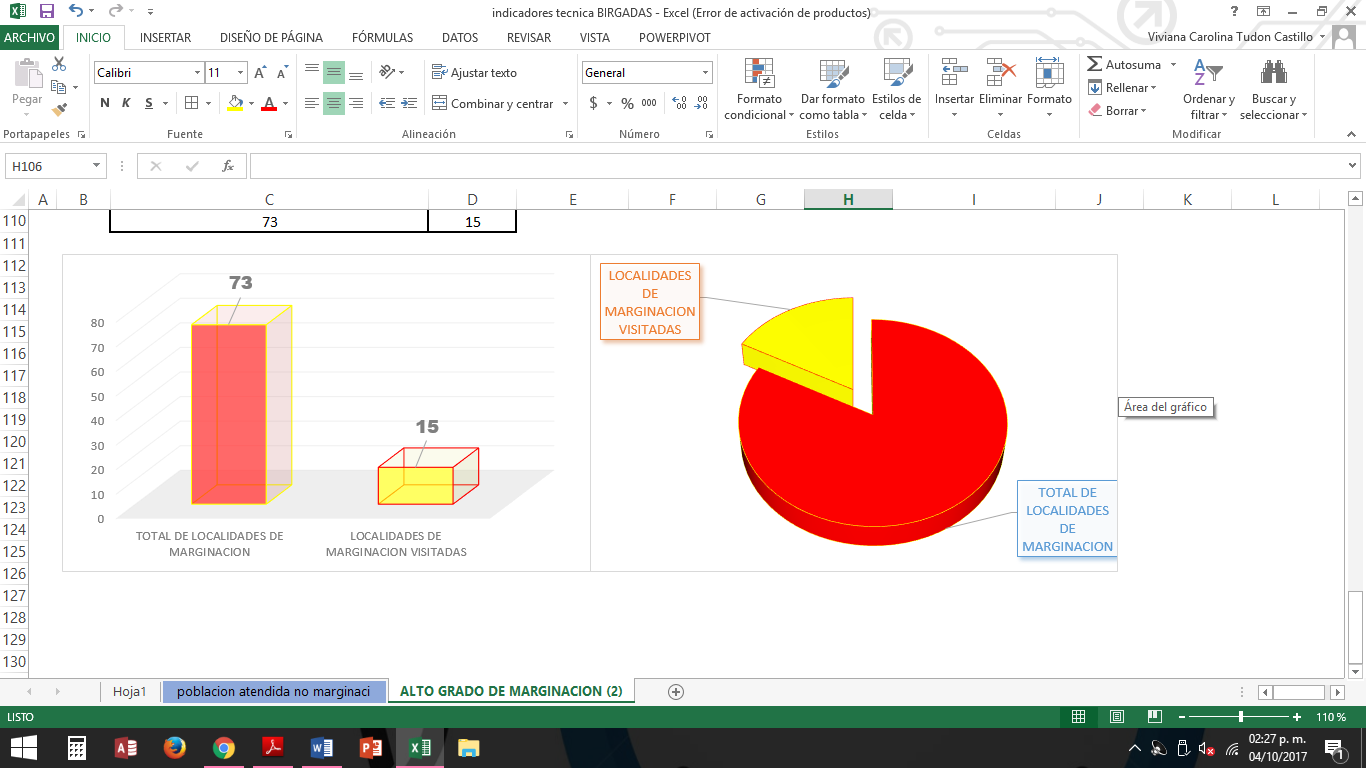 indicadores tecnica BIRGADAS - Excel (Error de activación de productos)
ARCHIVO INICIO INSERTAR DISEÑO DE PÁGINA FÓRMULAS DATOS REVISAR VISTA POWERPIVOT Viviana Carolina Tudon Castillo
Pegar
Portapapeles
Calibri 11
N K S
Fuente
Ajustar texto
Combinar y centrar
Alineación
General
$ % 000
Número
Formato condicional
Dar formato como tabla
Estilos de celda
Estilos
Insertar Eliminar Formato
Celdas
Autosuma
Rellenar
Borrar
Ordenar y filtrar
Buscar y seleccionar
Modificar
H106 fx
A B C D E F G H I J K L
110 73 15
111
112
113
114
115
116
117
118
119
120
121
122
123
124
125
126
127
128
129
130
73
15
80
70
60
50
40
30
20
10
0
TOTAL DE LOCALIDADES DE
MARGINACION
LOCALIDADES DE
MARGINACION VISITADAS
LOCALIDADES
DE
MARGINACION
VISITADAS
TOTAL DE
LOCALIDADES
DE
MARGINACION
Área del gráfico
Hoja1 poblacion atendida no marginaci ALTO GRADO DE MARGINACION (2)
LISTO 110 %
02:27 p. m.
04/10/2017
1